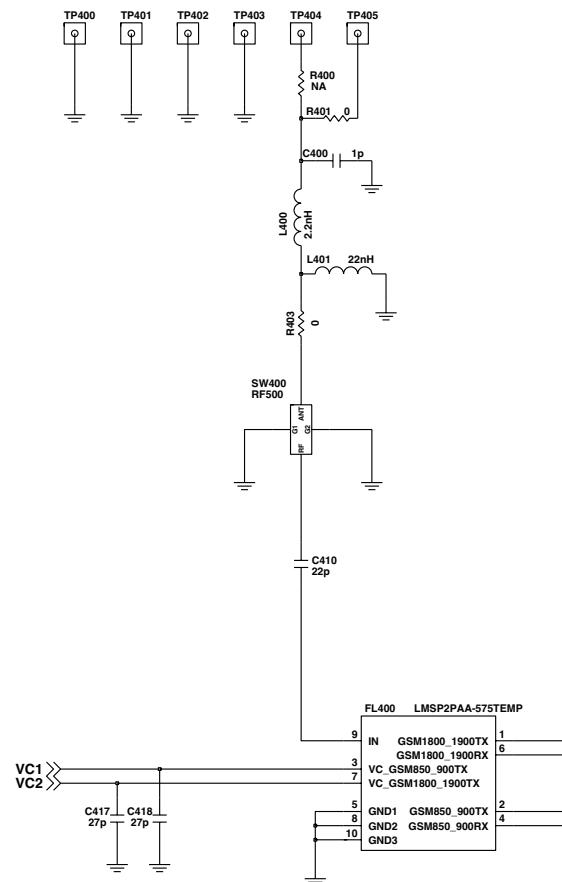 TP400 TP401 TP402 TP403 TP404 TP405
R400
NA
R401 0
C400 1p
L400
2.2nH
L401 22nH
R403
0
SW400
RF500
ANT
G1 G2
RF
C410
22p
FL400 LMSP2PAA-575TEMP
9 IN GSM1800_1900TX 1
GSM1800_1900RX 6
VC1 3 VC_GSM850_900TX
VC2 7 VC_GSM1800_1900TX
5 GND1 GSM850_900TX 2
8 GND2 GSM850_900RX 4
10 GND3
C417 C418
27p 27p